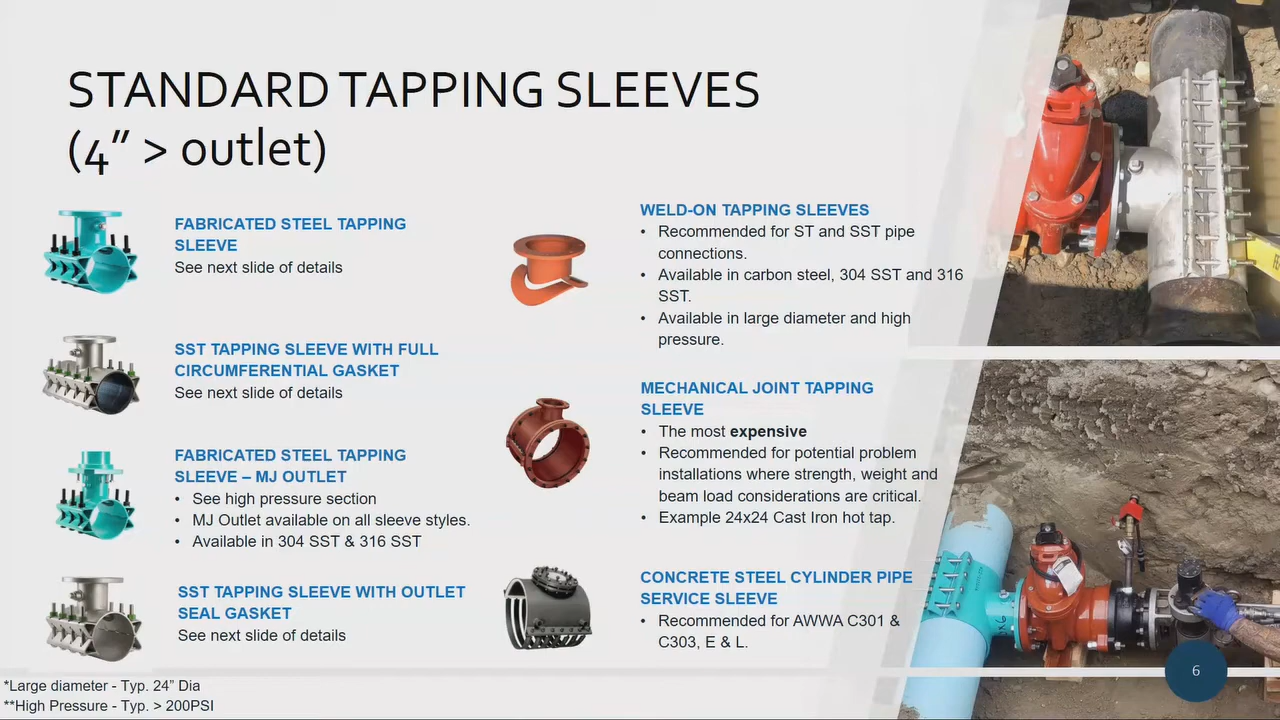 STANDARD TAPPING SLEEVES
(4” > outlet)
FABRICATED STEEL TAPPING
SLEEVE
See next slide of details
SST TAPPING SLEEVE WITH FULL
CIRCUMFERENTIAL GASKET
See next slide of details
FABRICATED STEEL TAPPING
SLEEVE – MJ OUTLET
• See high pressure section
• MJ Outlet available on all sleeve styles.
• Available in 304 SST & 316 SST
SST TAPPING SLEEVE WITH OUTLET
SEAL GASKET
See next slide of details
WELD-ON TAPPING SLEEVES
• Recommended for ST and SST pipe
connections.
• Available in carbon steel, 304 SST and 316
SST.
• Available in large diameter and high
pressure.
MECHANICAL JOINT TAPPING
SLEEVE
• The most expensive
• Recommended for potential problem
installations where strength, weight and
beam load considerations are critical.
• Example 24x24 Cast Iron hot tap.
CONCRETE STEEL CYLINDER PIPE
SERVICE SLEEVE
• Recommended for AWWA C301 &
C303, E & L.
*Large diameter - Typ. 24” Dia
**High Pressure - Typ. > 200PSI
6